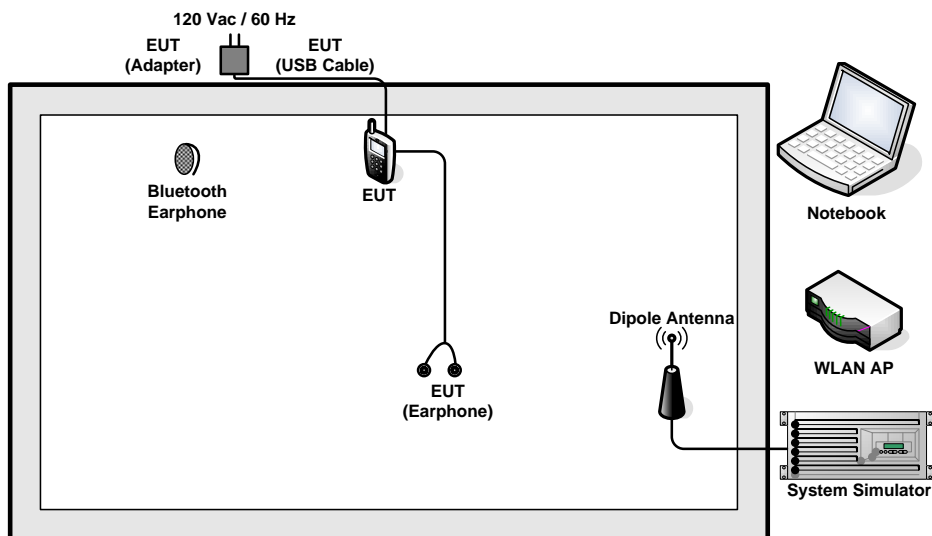 120 Vac / 60 Hz
EUT
(Adapter)
EUT
(USB Cable)
Bluetooth
Earphone
EUT
Notebook
Dipole Antenna
WLAN AP
EUT
(Earphone)
System Simulator